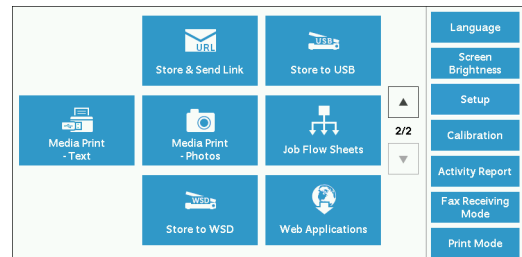 URL
Store & Send Link
USB
Store to USB
Media Print
- Text
Media Print
- Photos
Job Flow Sheets
2/2
WSD
Store to WSD
Web Applications
Language
Screen
Brightness
Setup
Calibration
Activity Report
Fax Receiving
Mode
Print Mode